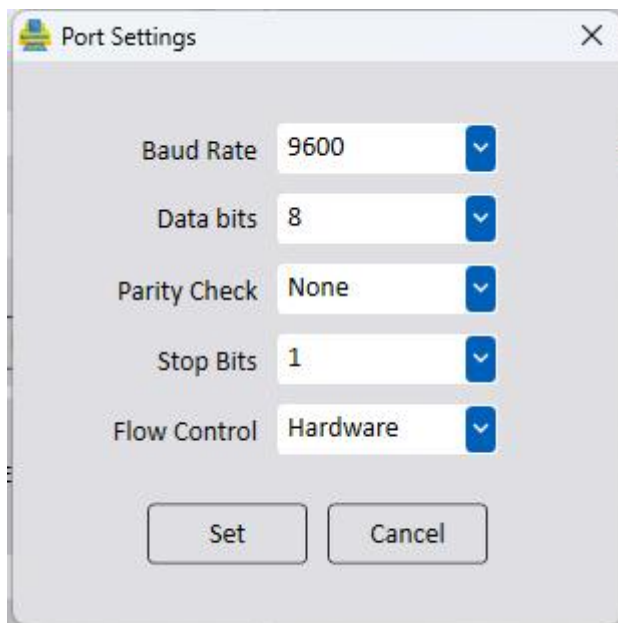 Port Settings
Baud Rate 9600
Data bits 8
Parity Check None
Stop Bits 1
Flow Control Hardware
Set Cancel